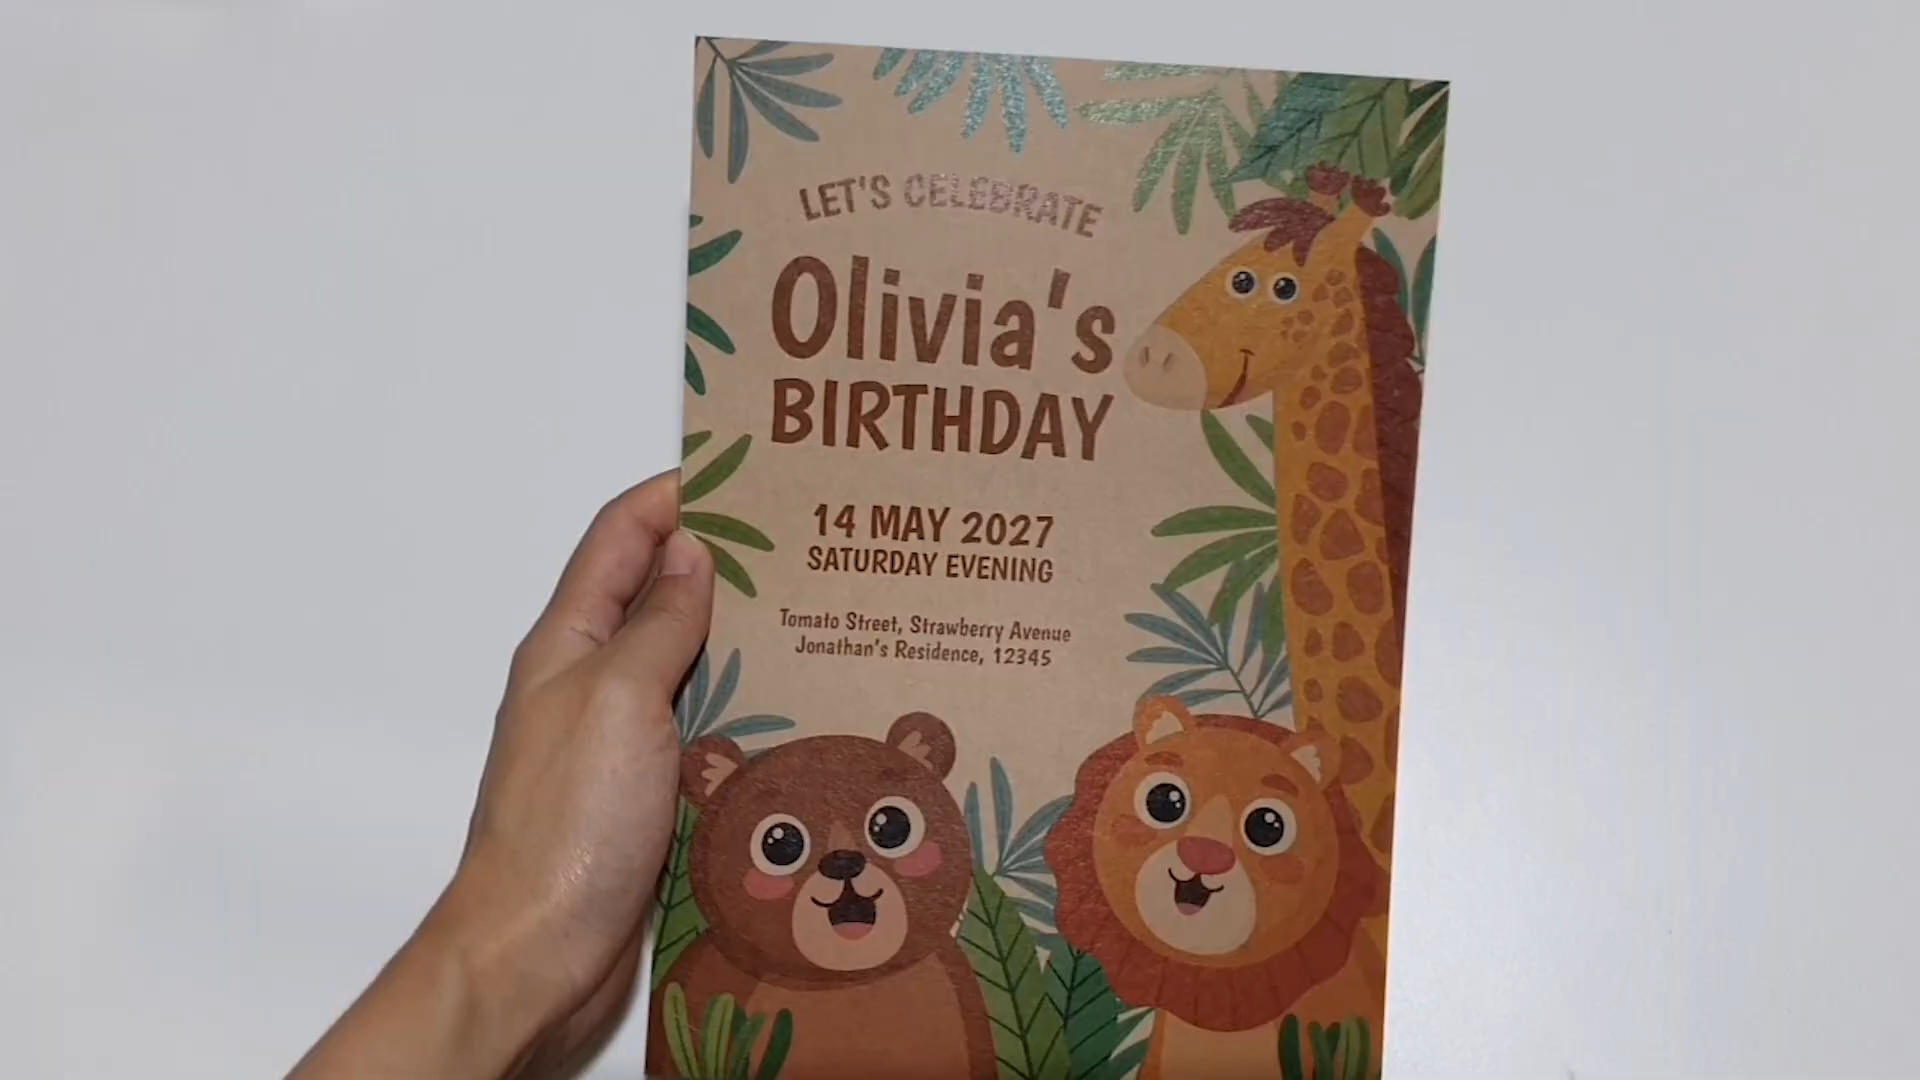 LET'S CELEBRATE
Olivia's
BIRTHDAY
14 MAY 2027
SATURDAY EVENING
Tomato Street, Strawberry Avenue
Jonathan's Residence, 12345